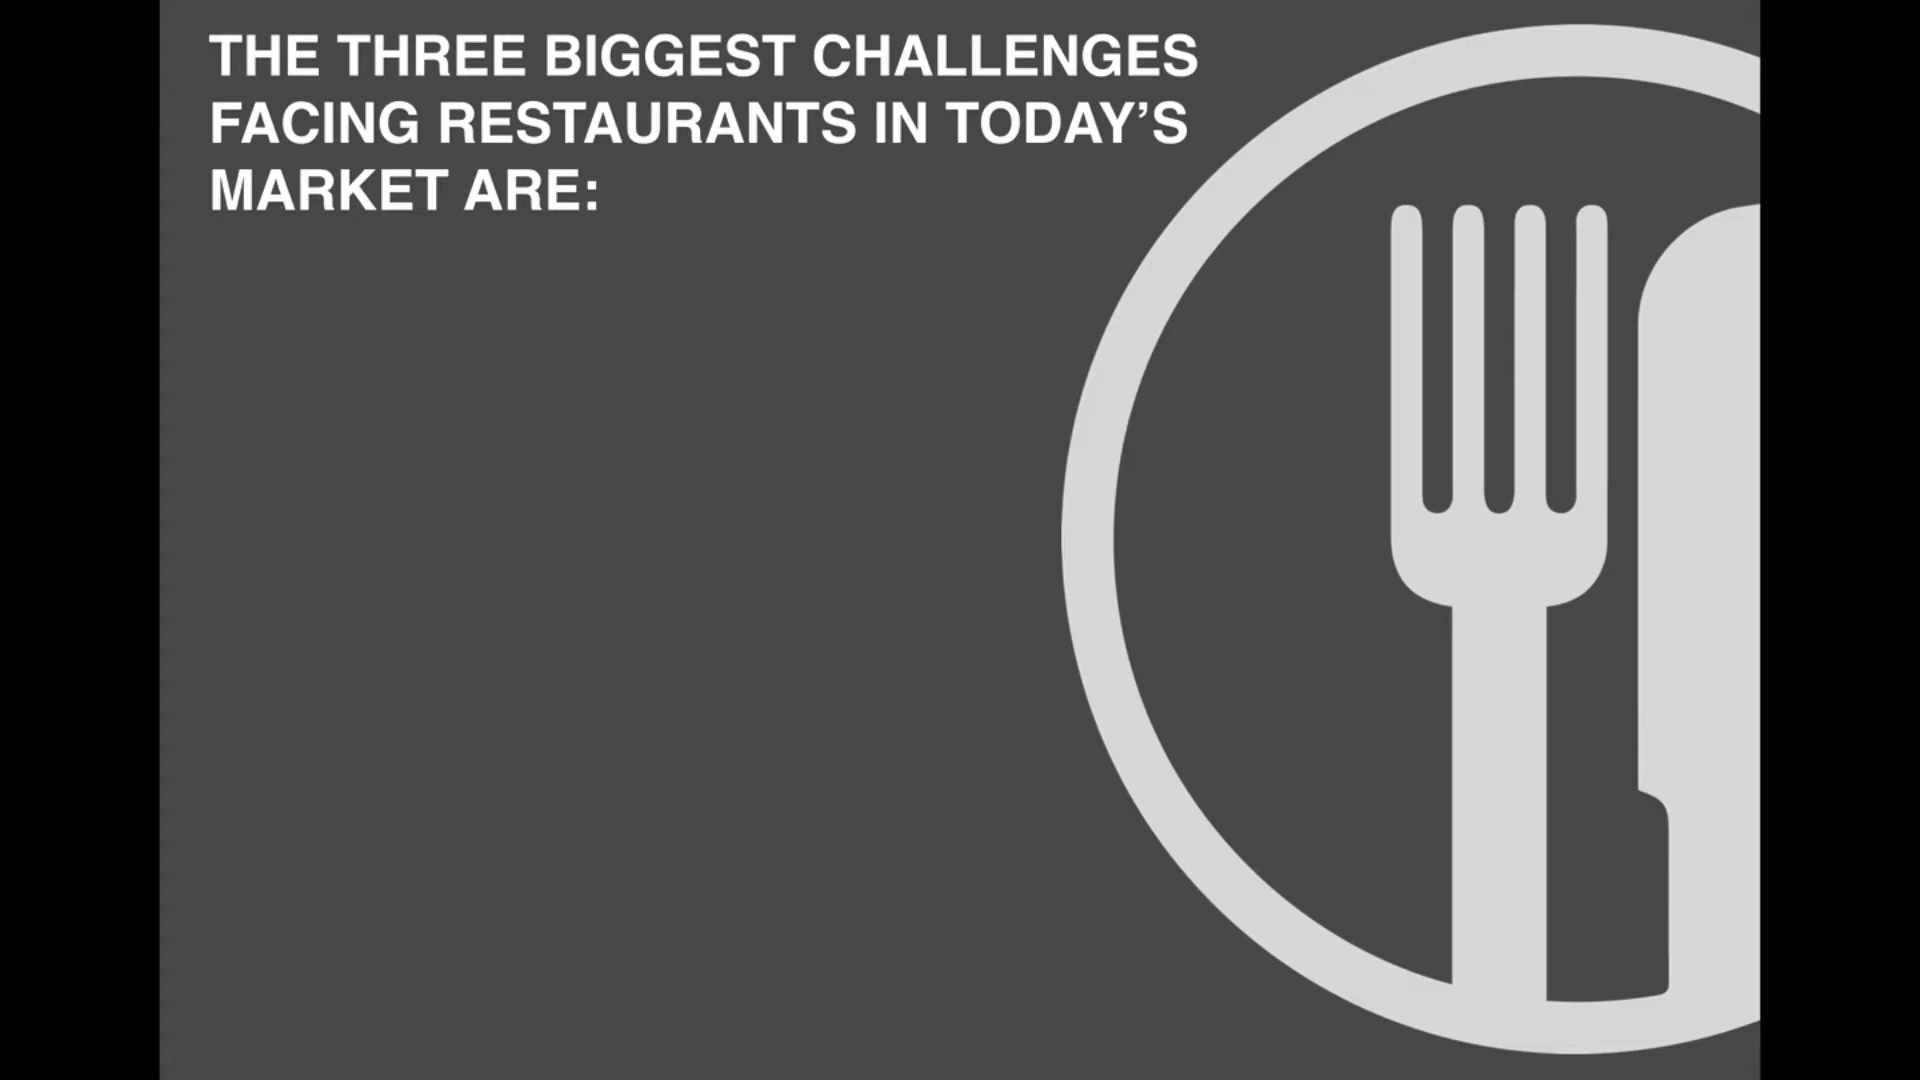 THE THREE BIGGEST CHALLENGES
FACING RESTAURANTS IN TODAY’S
MARKET ARE: